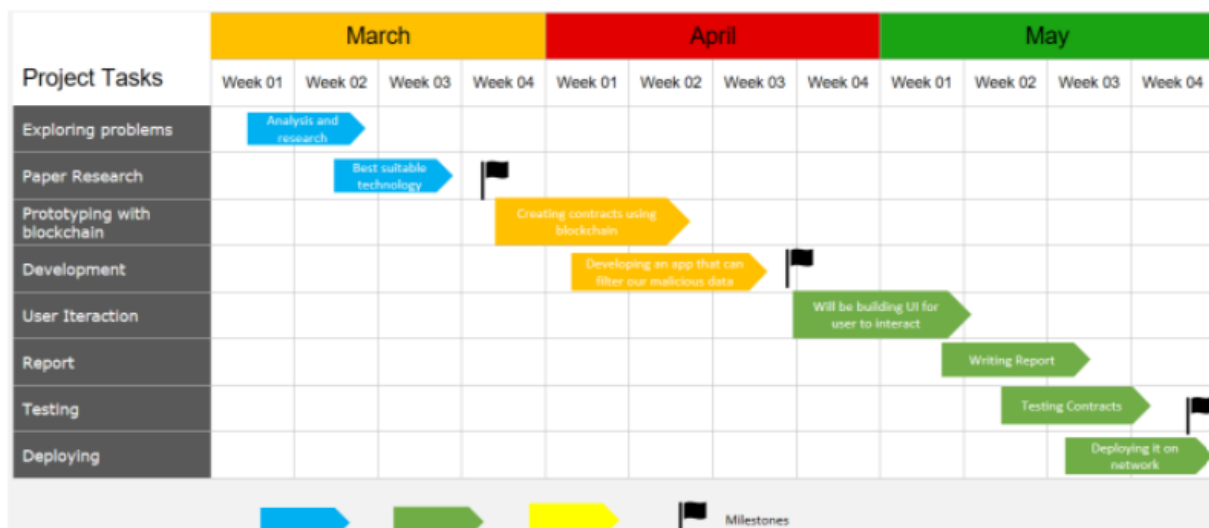 March April May
Project Tasks
Week 01 Week 02 Week 03 Week 04 Week 01 Week 02 Week 03 Week 04 Week 01 Week 02 Week 03 Week 04
Exploring problems
Analysis and
research
Paper Research
Best suitable
technology
Prototyping with
blockchain
Creating contracts using
blockchain
Development
Developing an app that can
filter our malicious data
User Iteraction
Will be building UI for
user to interact
Report
Writing Report
Testing
Testing Contracts
Deploying
Deploying it on
network
Milestones